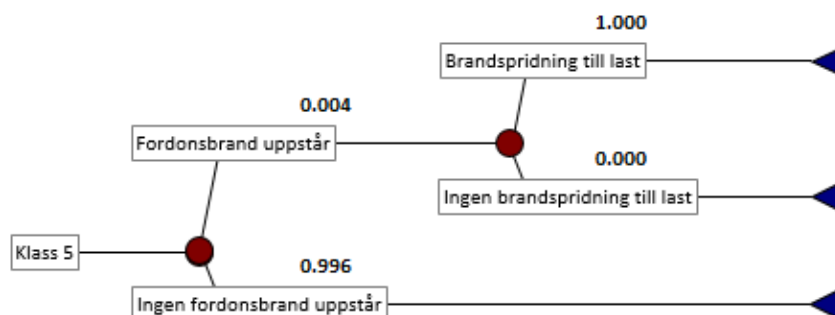 1.000
Brandspridning till last
0.004
Fordonsbrand uppstår
0.000
Ingen brandspridning till last
Klass 5
0.996
Ingen fordonsbrand uppstår